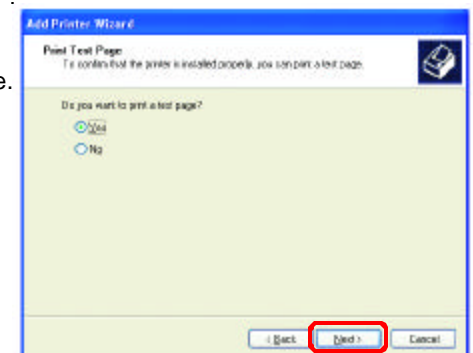 .
Add Printer Wizard
Print Test Page
To confirm that the printer is installed properly, you can print a test page.
e.
Do you want to print a test page?
Yes
No
< Back
Next >
Cancel